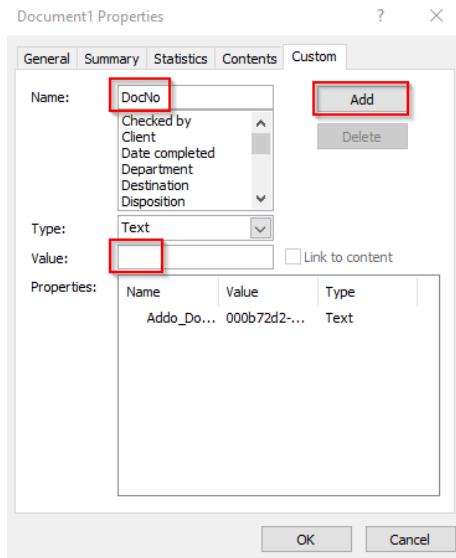 Document1 Properties ? ×
General Summary Statistics Contents Custom
Name: DocNo Add
Checked by
Client
Date completed
Department
Destination
Disposition
Delete
Type: Text
Value: Link to content
Properties: Name Value Type
Addo_Do... 000b72d2-... Text
OK Cancel